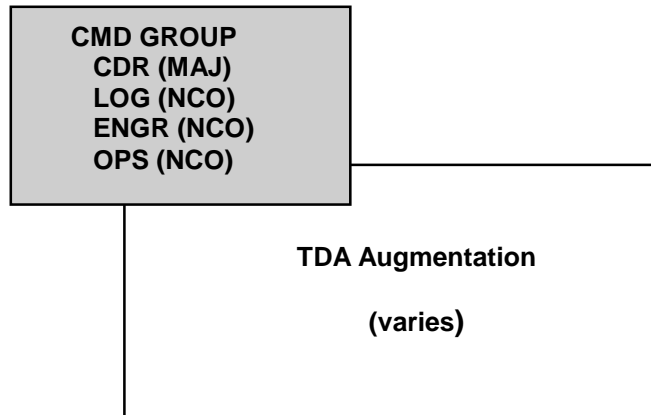 CMD GROUP
CDR (MAJ)
LOG (NCO)
ENGR (NCO)
OPS (NCO)
TDA Augmentation
(varies)